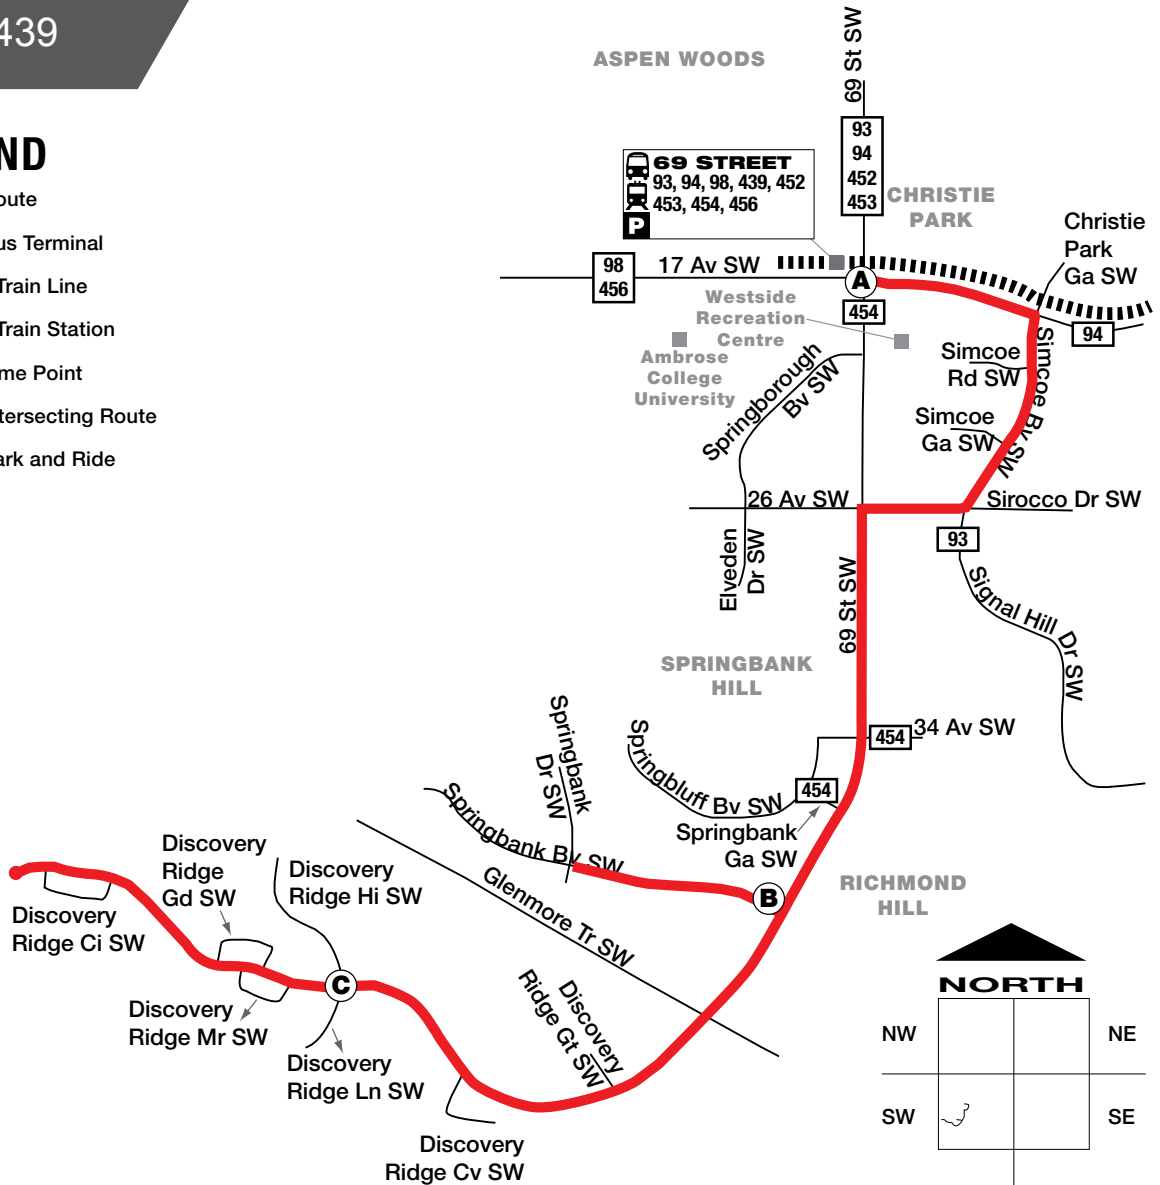 439
ND
oute
us Terminal
Train Line
Train Station
me Point
ntersecting Route
ark and Ride
ASPEN WOODS
69 St SW
93
94
452
453
69 STREET
93, 94, 98, 439, 452
453, 454, 456
P
CHRISTIE
PARK
Christie
Park
Ga SW
98
456
17 Av SW
A
454
94
Westside
Recreation
Centre
Ambrose
College
University
Simcoe
Rd SW
Simcoe Bv SW
Simcoe
Ga SW
Springborough
Bv SW
26 Av SW
Sirocco Dr SW
93
Elveden
Dr SW
69 St SW
Signal Hill Dr SW
SPRINGBANK
HILL
454
34 Av SW
Springbank
Dr SW
Springbluff Bv SW
454
Springbank
Ga SW
Springbank Bv SW
B
RICHMOND
HILL
Glenmore Tr SW
Discovery
Ridge
Gd SW
Discovery
Ridge Hi SW
Discovery
Ridge Ci SW
C
Discovery
Ridge Mr SW
Discovery
Ridge Ln SW
Discovery
Ridge Gt SW
Discovery
Ridge Cv SW
NORTH
NW
NE
SW
SE